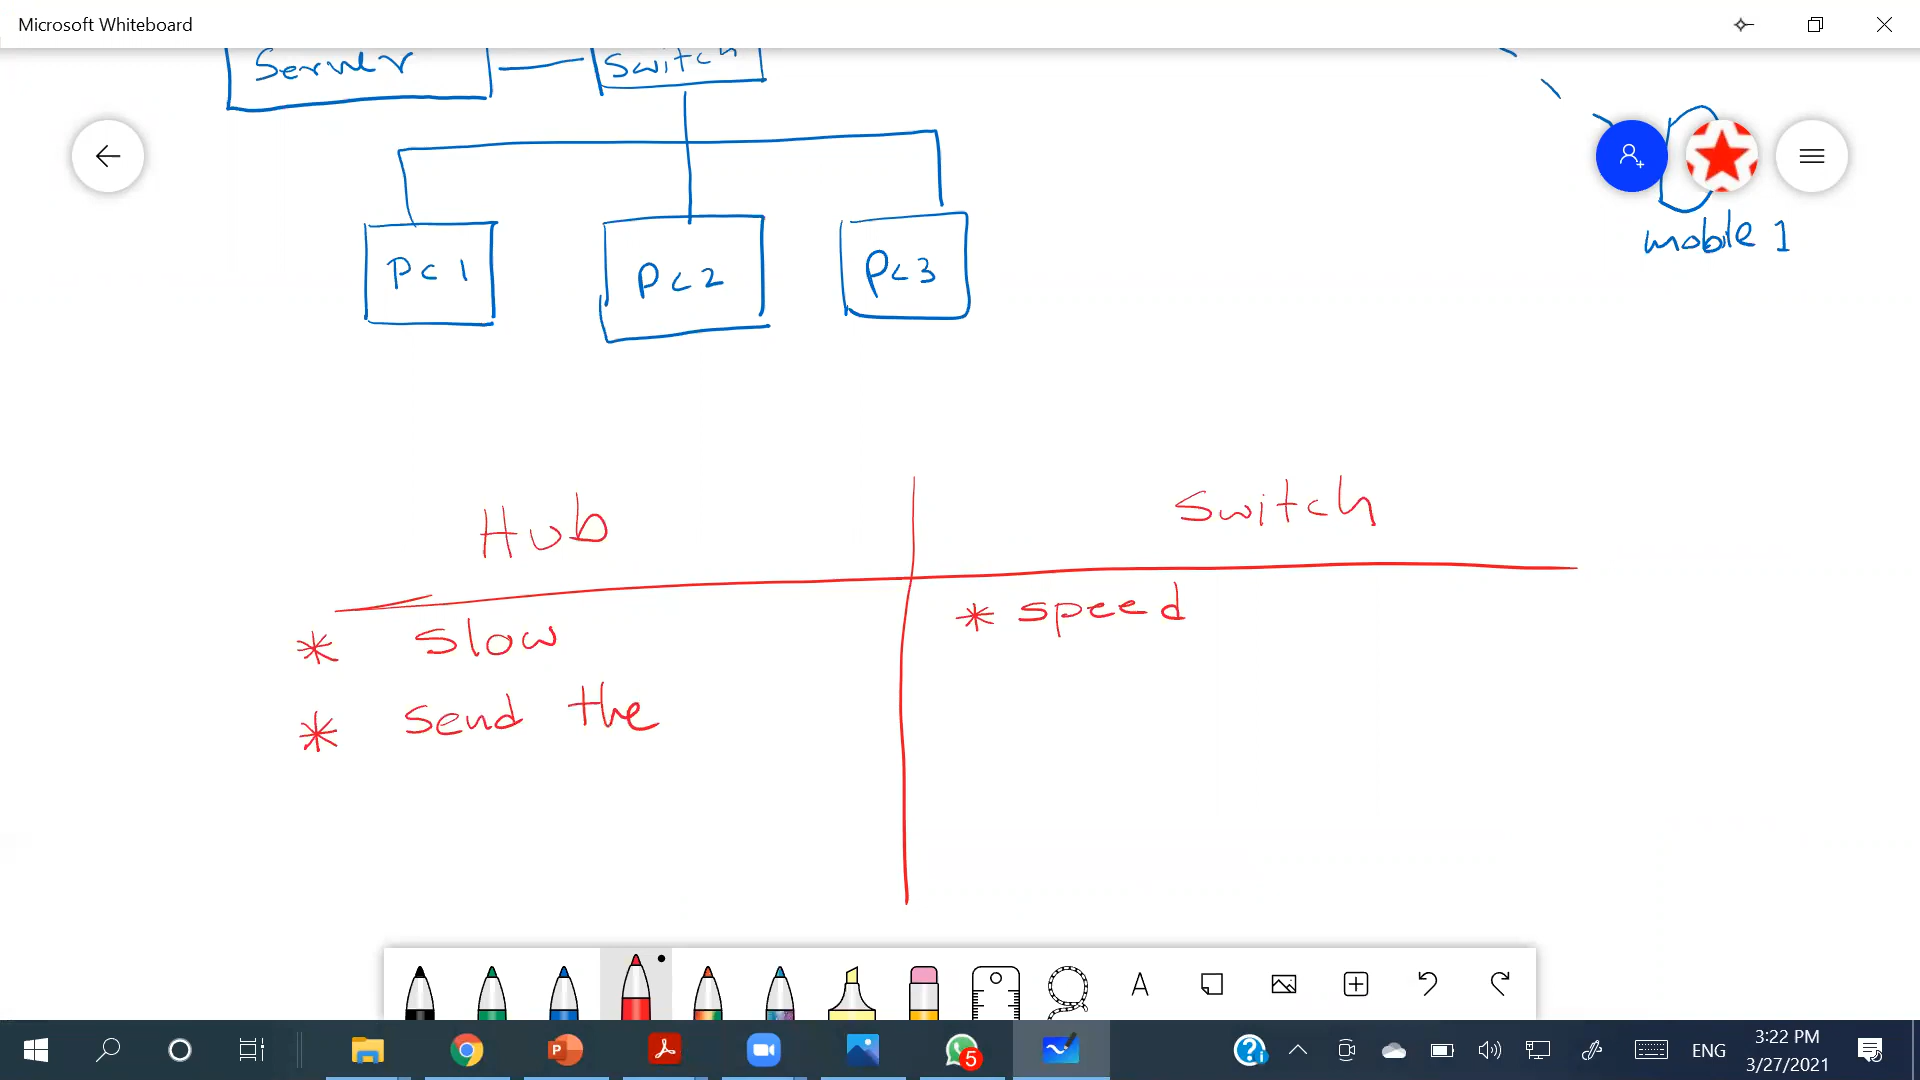 Microsoft Whiteboard
Server
Switch
PC 1
PC 2
PC 3
mobile 1
Hub
Switch
* slow
* speed
* send the
A
5
ENG
3:22 PM
3/27/2021